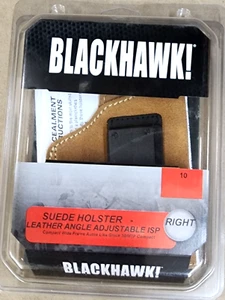 BLACKHAWK!
CEALMENT
UCTIONS
10
SUEDE HOLSTER
LEATHER ANGLE ADJUSTABLE ISP
RIGHT
BLACKHAWK!